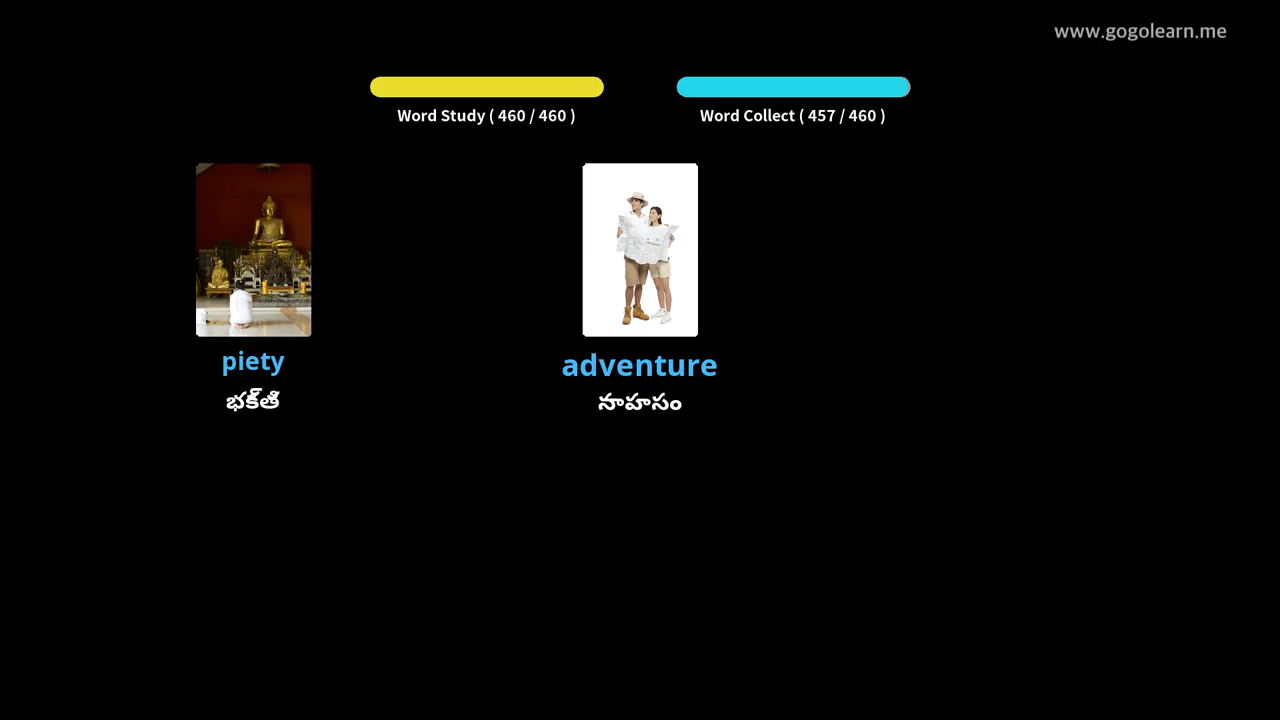 www.gogolearn.me
Word Study ( 460 / 460 )
Word Collect ( 457 / 460 )
piety
adventure
భక్తి
సాహసం